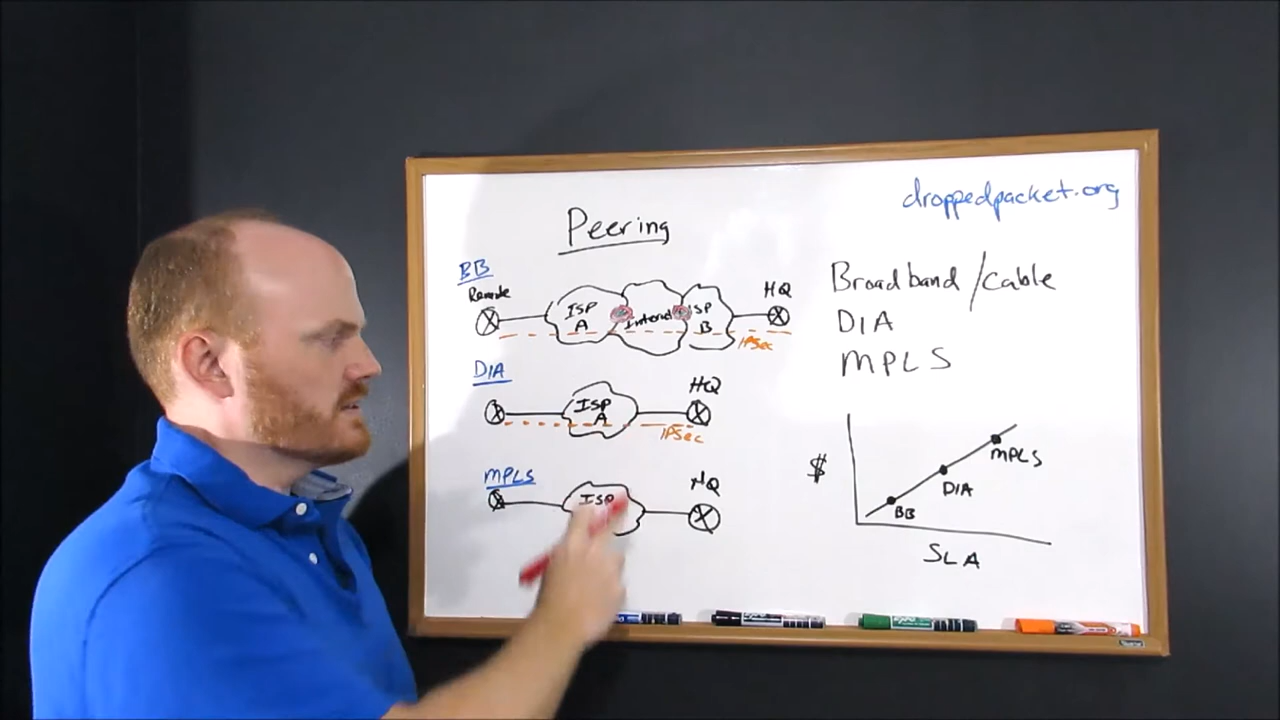 droppedpacket.org
Peering
BB
Remote
ISP
A
Internet
ISP
B
HQ
IPSec
DIA
ISP
A
HQ
IPSec
MPLS
ISP
HQ
Broadband/cable
DIA
MPLS
$
MPLS
DIA
BB
SLA